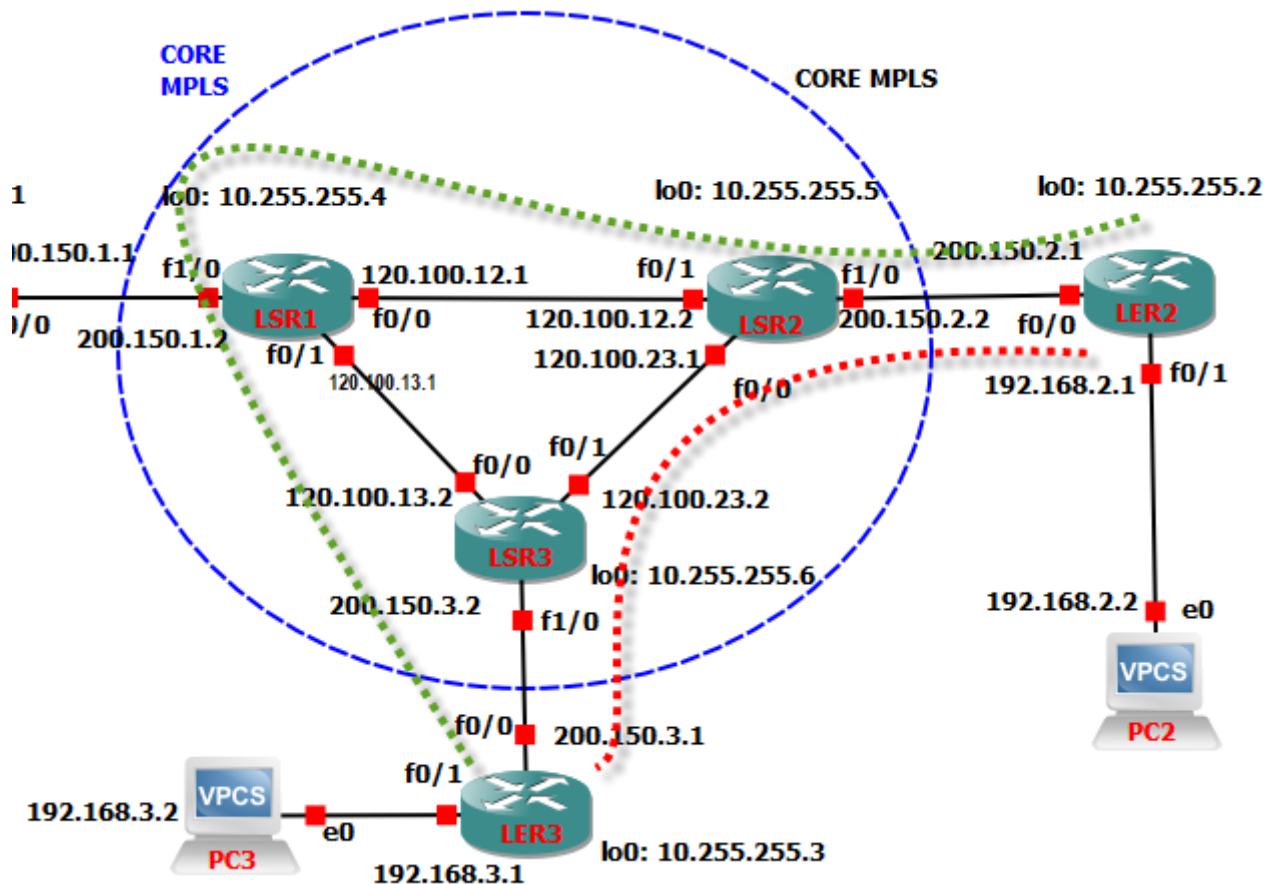 CORE
MPLS
CORE MPLS
lo0: 10.255.255.4
lo0: 10.255.255.5
lo0: 10.255.255.2
.1
00.150.1.1
f1/0
120.100.12.1
f0/1
f1/0
200.150.2.1
LSR1
LSR2
LER2
0/0
200.150.1.2
f0/0
120.100.12.2
200.150.2.2
f0/0
f0/1
120.100.13.1
120.100.23.1
f0/0
192.168.2.1
f0/1
f0/0
f0/1
120.100.13.2
120.100.23.2
LSR3
lo0: 10.255.255.6
200.150.3.2
f1/0
192.168.2.2
e0
VPCS
PC2
f0/0
200.150.3.1
f0/1
VPCS
192.168.3.2
e0
LER3
PC3
192.168.3.1
lo0: 10.255.255.3